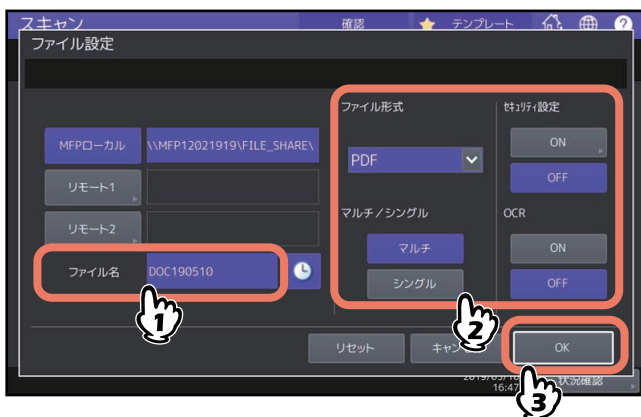 スキャン 確認 テンプレート ?
ファイル設定
ファイル形式 セキュリティ設定
MFPローカル \\MFP12021919\FILE_SHARE\ ON
PDF
リモート1 OFF
マルチ/シングル OCR
リモート2
マルチ ON
ファイル名 DOC190510
シングル OFF
1 2
リセット キャン OK
16:47 状況確認
3